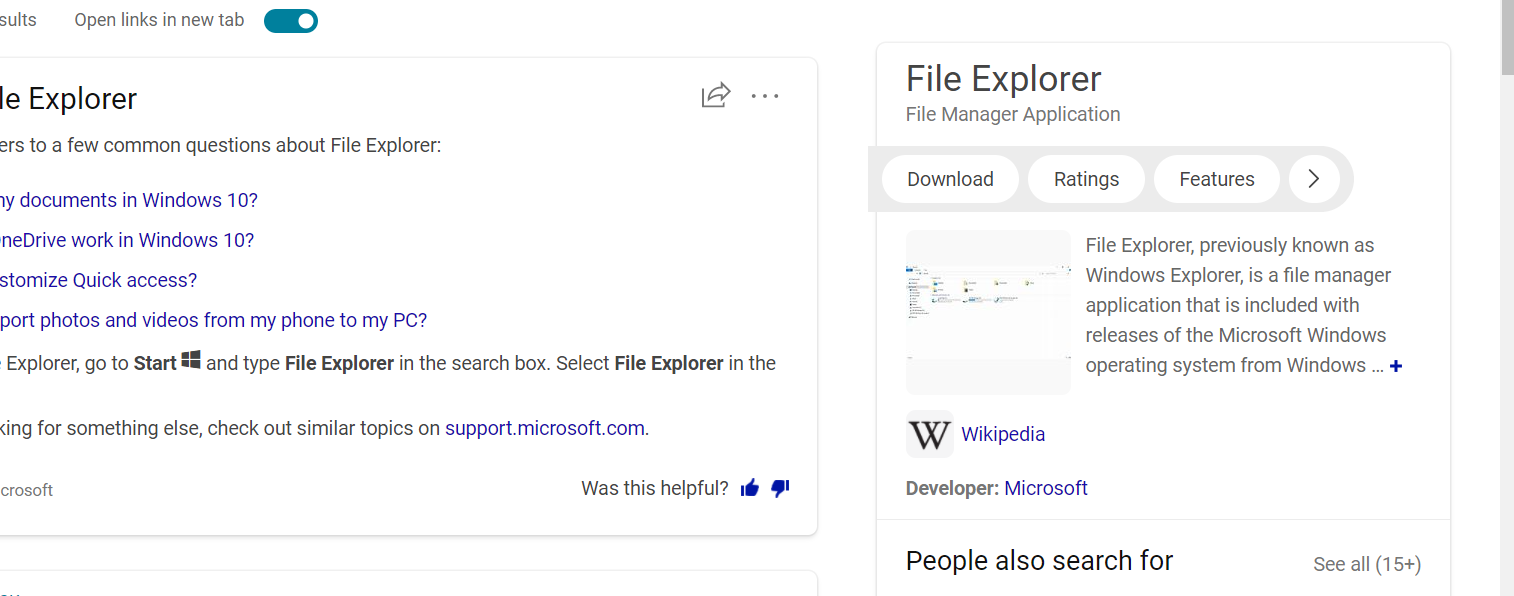 sults Open links in new tab
le Explorer
ers to a few common questions about File Explorer:
ny documents in Windows 10?
neDrive work in Windows 10?
stomize Quick access?
port photos and videos from my phone to my PC?
e Explorer, go to Start and type File Explorer in the search box. Select File Explorer in the
king for something else, check out similar topics on support.microsoft.com.
crosoft
Was this helpful?
File Explorer
File Manager Application
Download Ratings Features
File Explorer, previously known as
Windows Explorer, is a file manager
application that is included with
releases of the Microsoft Windows
operating system from Windows ...
W Wikipedia
Developer: Microsoft
People also search for See all (15+)